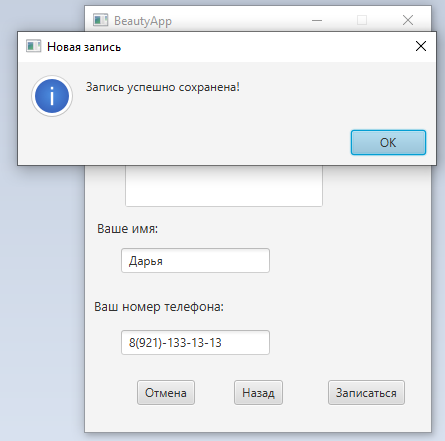 BeautyApp
Новая запись
Запись успешно сохранена!
OK
Ваше имя:
Дарья
Ваш номер телефона:
8(921)-133-13-13
Отмена Назад Записаться